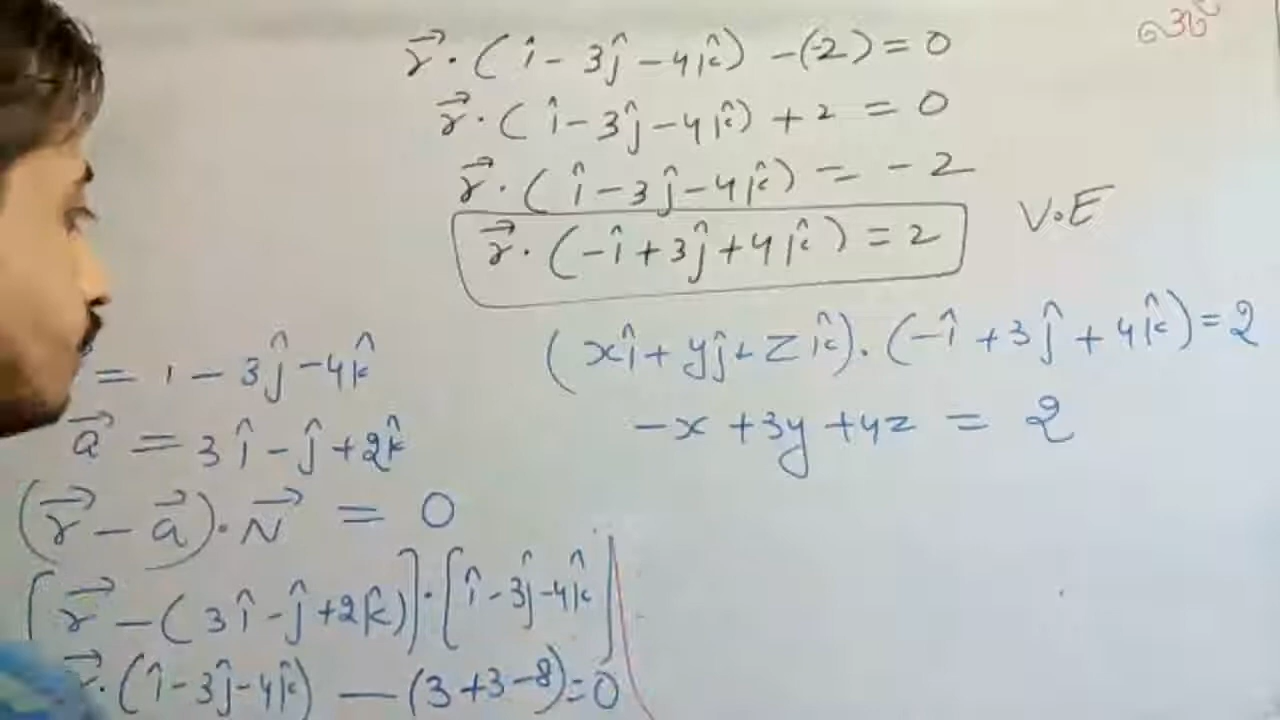 r⃗·(î - 3ĵ - 4k̂) - (-2) = 0
r⃗·(î - 3ĵ - 4k̂) + 2 = 0
r⃗·(î - 3ĵ - 4k̂) = -2
r⃗·(-î + 3ĵ + 4k̂) = 2
V.E
= i - 3ĵ - 4k̂
a⃗ = 3î - ĵ + 2k̂
(r⃗ - a⃗)·N⃗ = 0
[r⃗ - (3î - ĵ + 2k̂)]·[î - 3ĵ - 4k̂]
r⃗·(î - 3ĵ - 4k̂) - (3 + 3 - 8) = 0
(xî + yĵ + zk̂)·(-î + 3ĵ + 4k̂) = 2
-x + 3y + 4z = 2